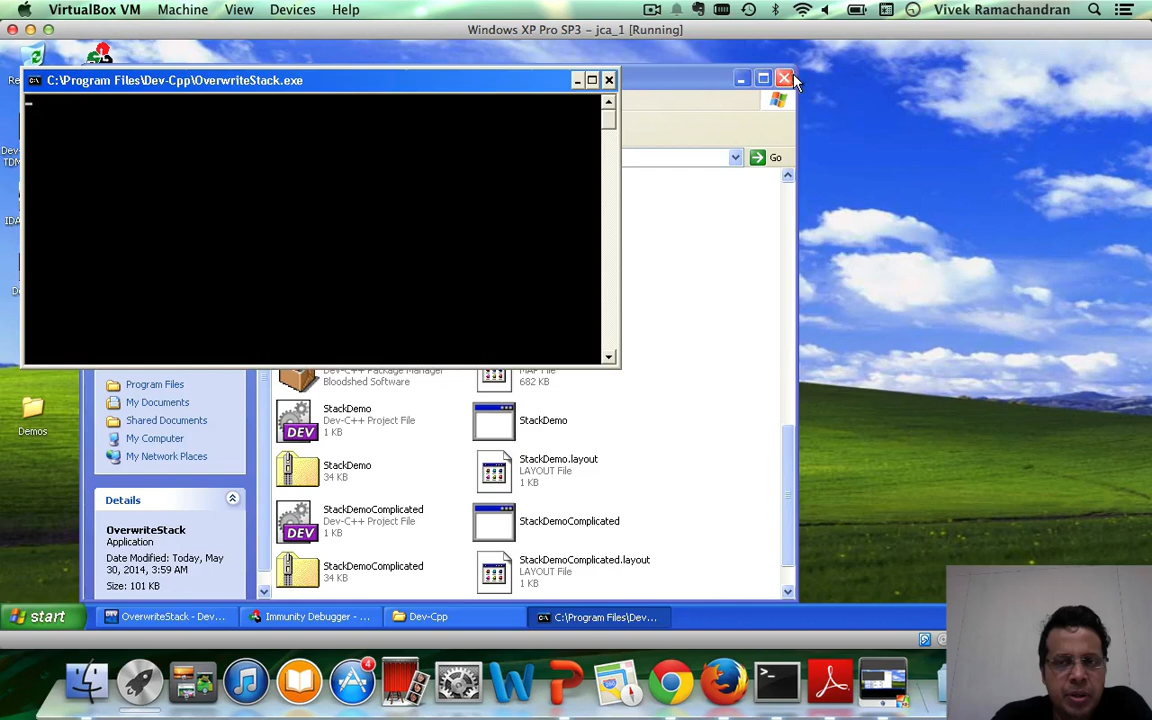 VirtualBox VM Machine View Devices Help Vivek Ramachandran
4
Windows XP Pro SP3 - jca_1 [Running]
C:\Program Files\Dev-Cpp\OverwriteStack.exe
Go
Dev-C++ Package Manager
Bloodshed Software
MAP File
682 KB
Program Files
My Documents
Shared Documents
My Computer
My Network Places
Details
OverwriteStack
Application
Date Modified: Today, May
30, 2014, 3:59 AM
Size: 101 KB
StackDemo
Dev-C++ Project File
1 KB
StackDemo
StackDemo
34 KB
StackDemo.layout
LAYOUT File
1 KB
StackDemoComplicated
Dev-C++ Project File
1 KB
StackDemoComplicated
StackDemoComplicated
34 KB
StackDemoComplicated.layout
LAYOUT File
1 KB
DEV
DEV
Demos
start
OverwriteStack - Dev...
Immunity Debugger - ...
Dev-Cpp
C:\Program Files\Dev...